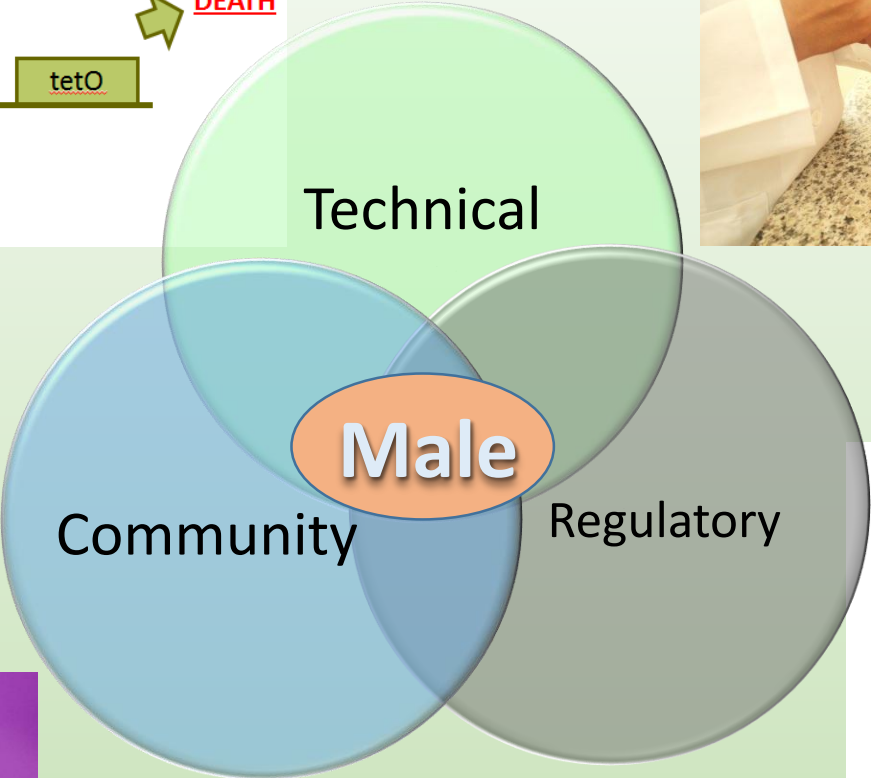 DEATH
tetO
Technical
Male
Community
Regulatory